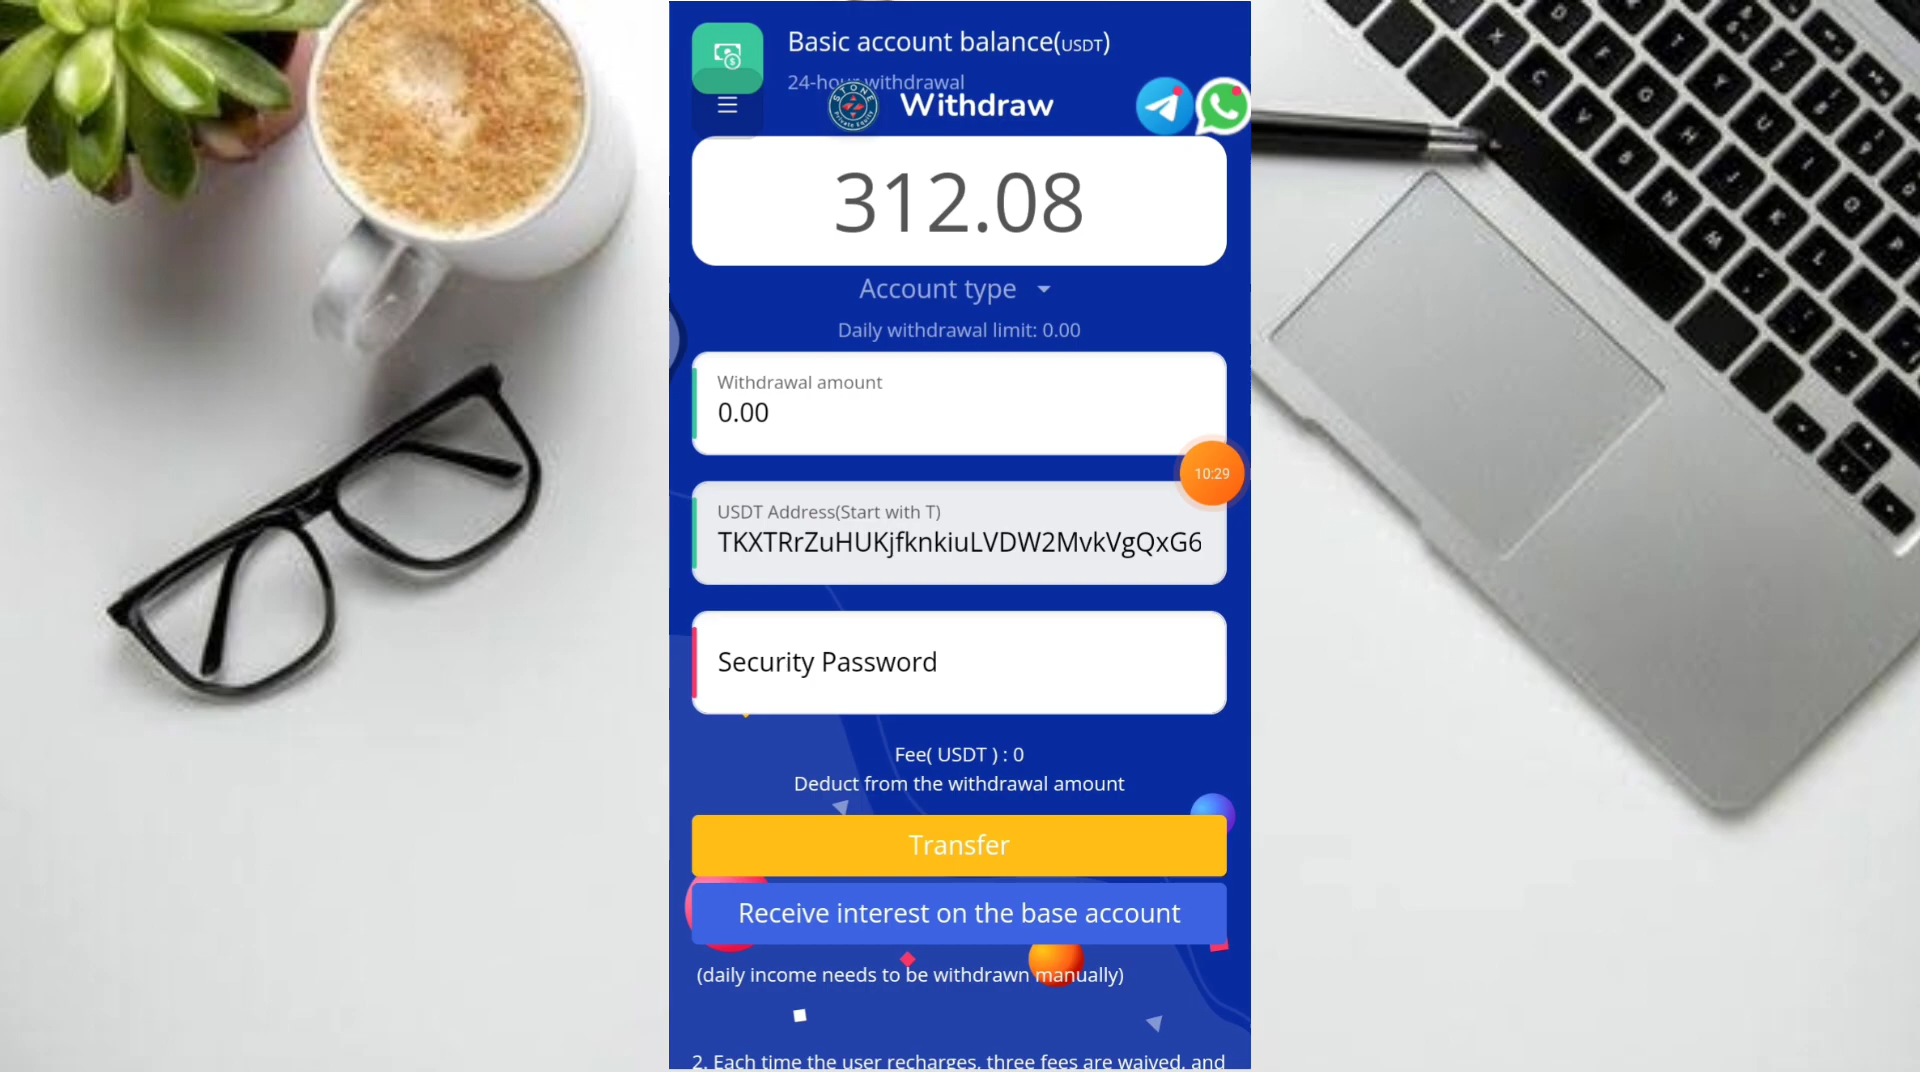 Basic account balance(USDT)
24-hour withdrawal
STONE
Private Equity
Withdraw
312.08
Account type
Daily withdrawal limit: 0.00
Withdrawal amount
0.00
10:29
USDT Address(Start with T)
TKXTRrZuHUKjfknkiuLVDW2MvkVgQxG6
Security Password
Fee( USDT ) : 0
Deduct from the withdrawal amount
Transfer
Receive interest on the base account
(daily income needs to be withdrawn manually)
2. Each time the user recharges, three fees are waived, and